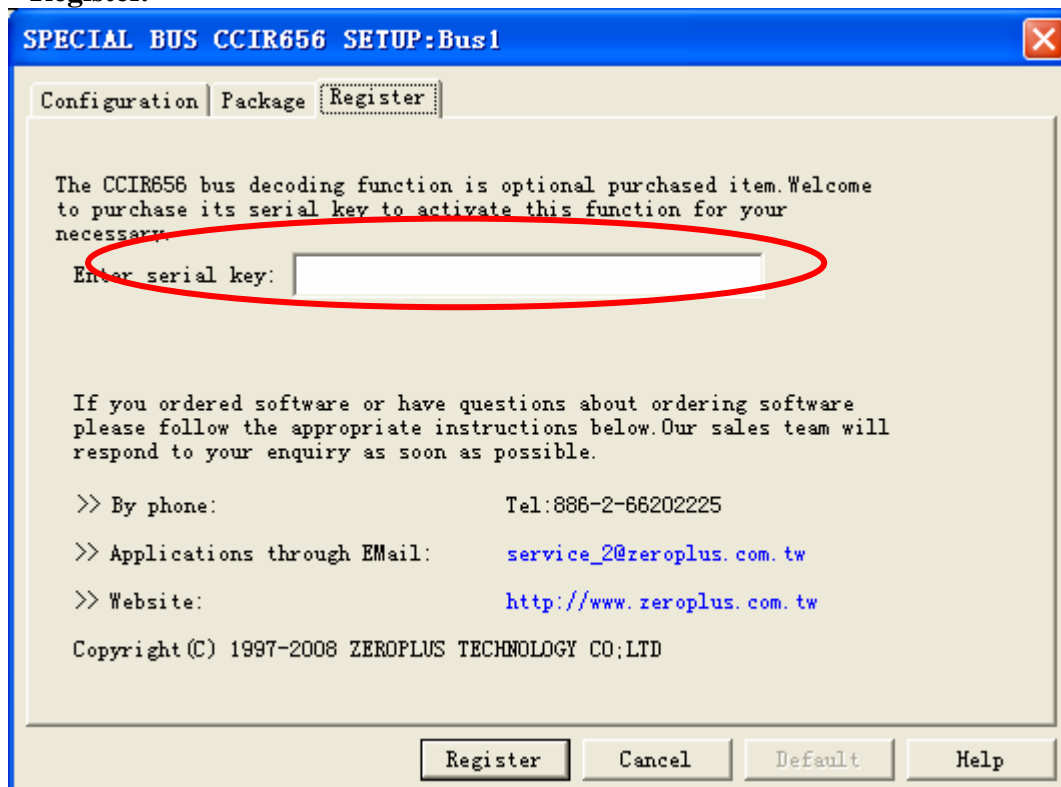 Register.
SPECIAL BUS CCIR656 SETUP:Bus1
Configuration Package Register
The CCIR656 bus decoding function is optional purchased item.Welcome
to purchase its serial key to activate this function for your
necessary.
Enter serial key:
If you ordered software or have questions about ordering software
please follow the appropriate instructions below.Our sales team will
respond to your enquiry as soon as possible.
>> By phone: Tel:886-2-66202225
>> Applications through EMail: service_2@zeroplus.com.tw
>> Website: http://www.zeroplus.com.tw
Copyright(C) 1997-2008 ZEROPLUS TECHNOLOGY CO;LTD
Register Cancel Default Help